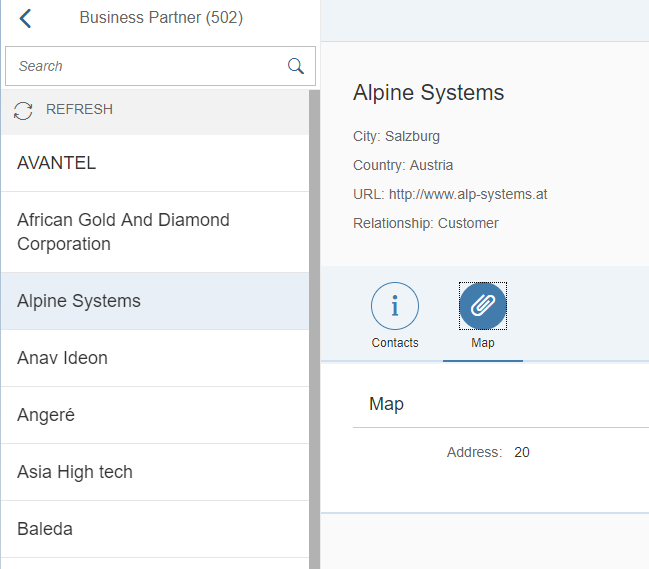 Business Partner (502)
Search
REFRESH
AVANTEL
African Gold And Diamond
Corporation
Alpine Systems
Anav Ideon
Angeré
Asia High tech
Baleda
Alpine Systems
City: Salzburg
Country: Austria
URL: http://www.alp-systems.at
Relationship: Customer
Contacts
Map
Map
Address: 20